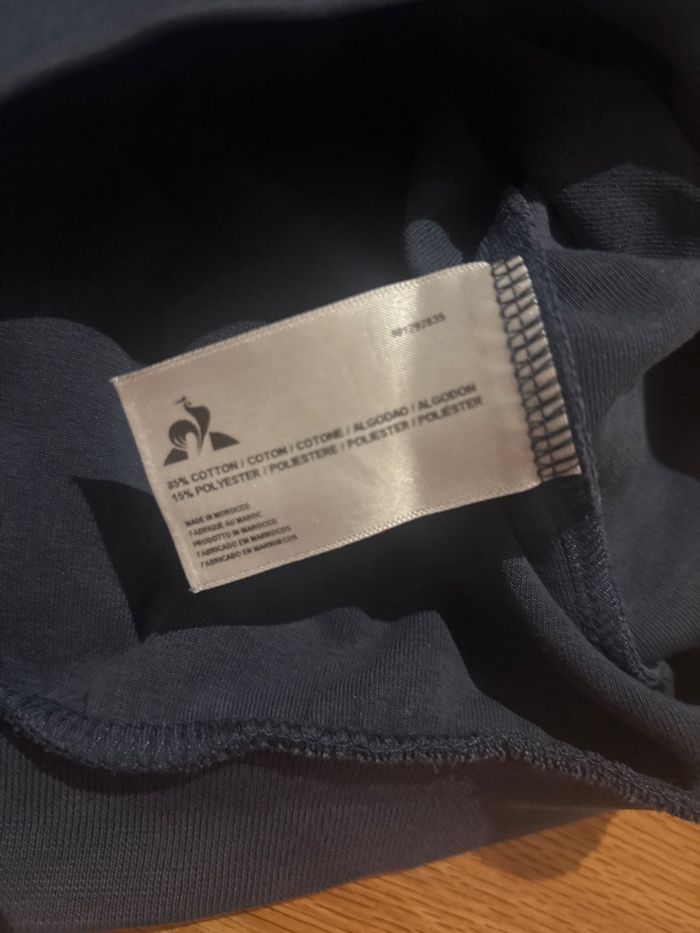 85% COTTON / COTON / COTONE / ALGODAO / ALGODON
15% POLYESTER / POLIESTERE / POLIESTER / POLIÉSTER
MADE IN MOROCCO
FABRIQUE AU MAROC
PRODOTTO IN MAROCCO
FABRICADO EM MARROCOS
FABRICADO EN MARRUECOS